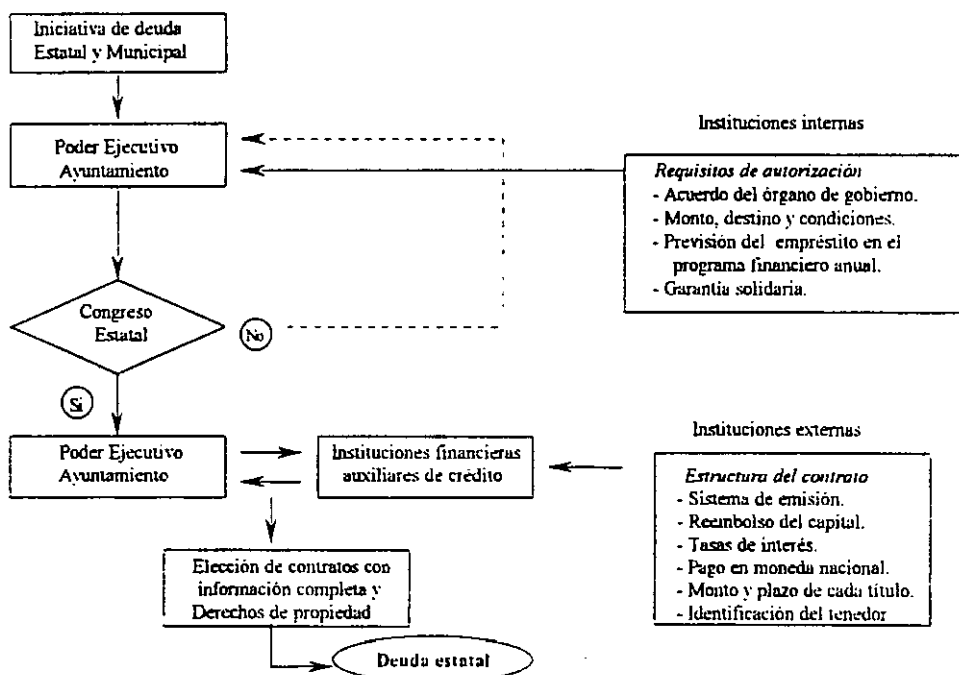 Iniciativa de deuda
Estatal y Municipal
Poder Ejecutivo
Ayuntamiento
Instituciones internas
Requisitos de autorización
- Acuerdo del órgano de gobierno.
- Monto, destino y condiciones.
- Previsión del empréstito en el
programa financiero anual.
- Garantía solidaria.
Congreso
Estatal
No
Si
Poder Ejecutivo
Ayuntamiento
Instituciones financieras
auxiliares de crédito
Instituciones externas
Estructura del contrato
- Sistema de emisión.
- Reembolso del capital.
- Tasas de interés.
- Pago en moneda nacional.
- Monto y plazo de cada título.
- Identificación del tenedor
Elección de contratos con
información completa y
Derechos de propiedad
Deuda estatal